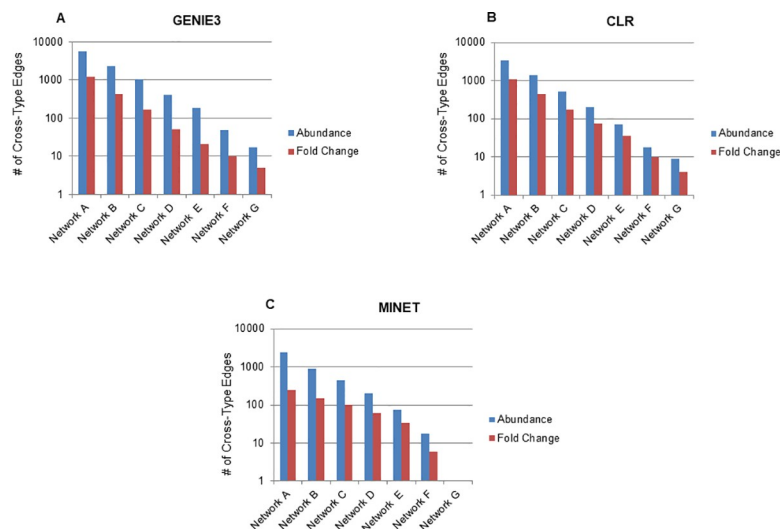 A
GENIE3
# of Cross-Type Edges
10000
1000
100
10
1
Network A
Network B
Network C
Network D
Network E
Network F
Network G
Abundance
Fold Change
B
CLR
# of Cross-Type Edges
10000
1000
100
10
1
Network A
Network B
Network C
Network D
Network E
Network F
Network G
Abundance
Fold Change
C
MINET
# of Cross-Type Edges
10000
1000
100
10
1
Network A
Network B
Network C
Network D
Network E
Network F
Network G
Abundance
Fold Change